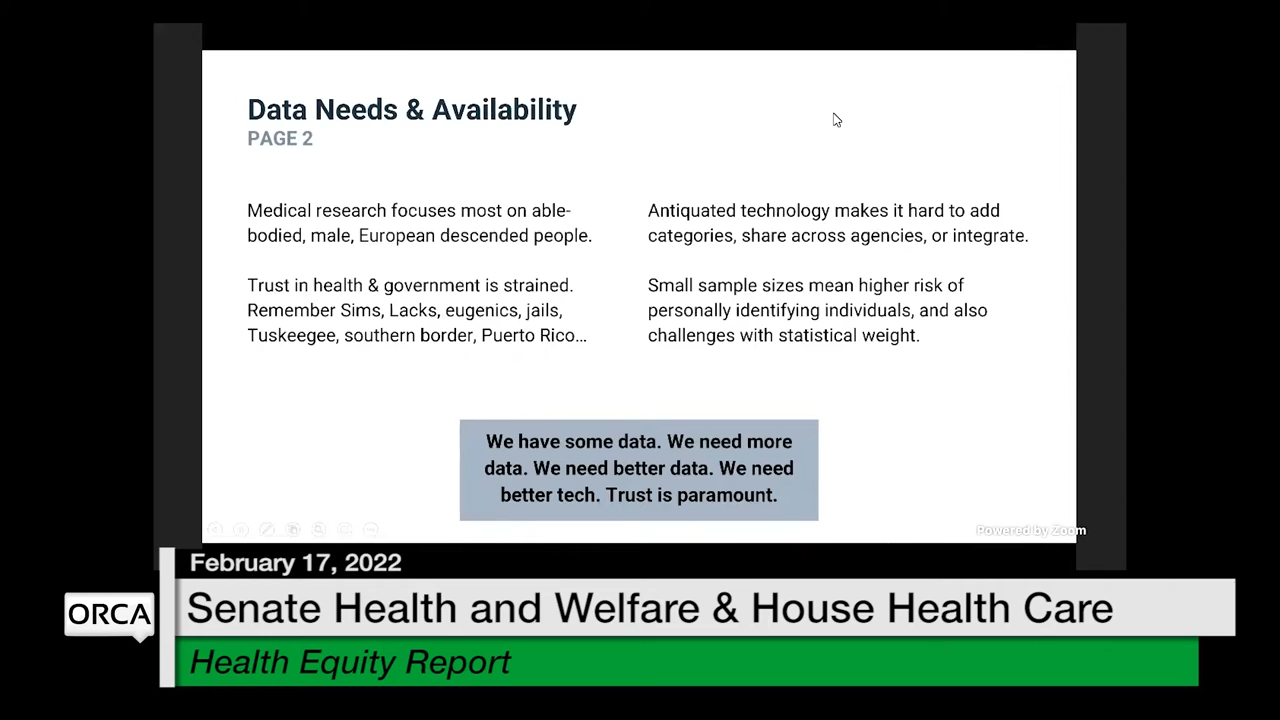 Data Needs & Availability
PAGE 2
Medical research focuses most on able-
bodied, male, European descended people.
Trust in health & government is strained.
Remember Sims, Lacks, eugenics, jails,
Tuskeegee, southern border, Puerto Rico...
Antiquated technology makes it hard to add
categories, share across agencies, or integrate.
Small sample sizes mean higher risk of
personally identifying individuals, and also
challenges with statistical weight.
We have some data. We need more
data. We need better data. We need
better tech. Trust is paramount.
Powered by Zoom
February 17, 2022
ORCA
Senate Health and Welfare & House Health Care
Health Equity Report